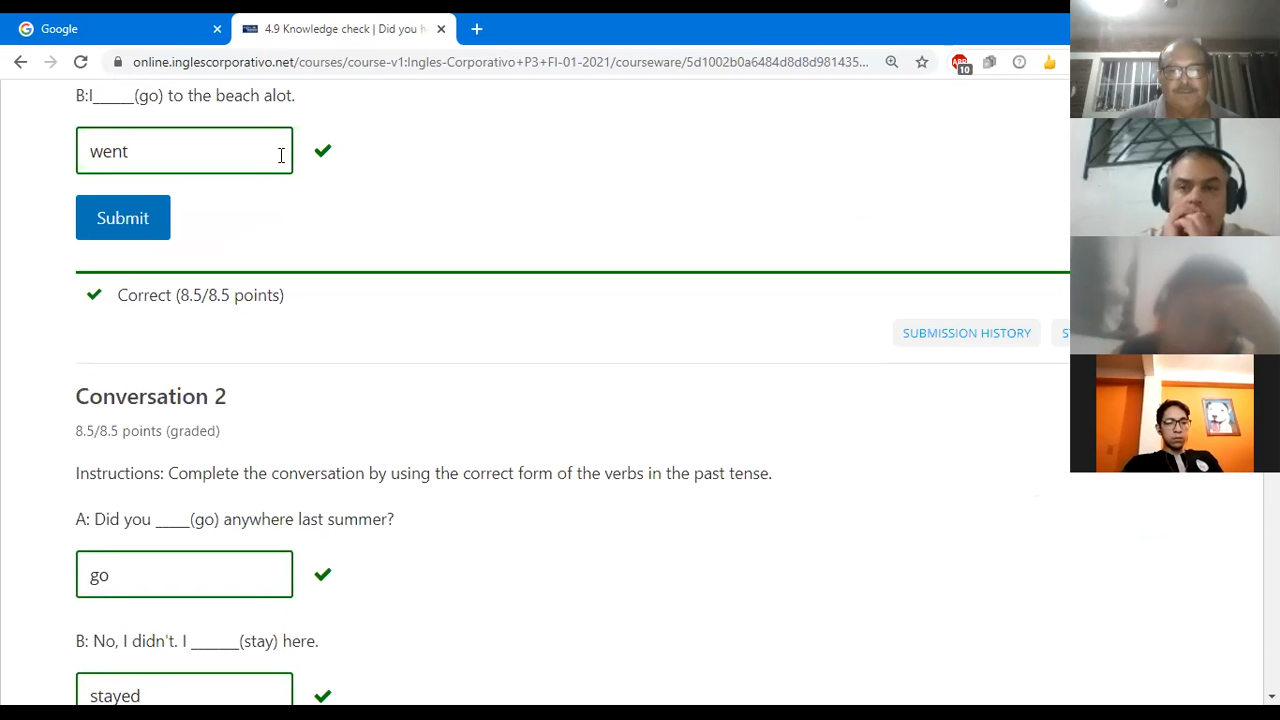 Google
4.9 Knowledge check | Did you h
online.inglescorporativo.net/courses/course-v1:Ingles-Corporativo+P3+FI-01-2021/courseware/5d1002b0a6484d8d8d981435...
10
B:I_____(go) to the beach alot.
went
Submit
Correct (8.5/8.5 points)
SUBMISSION HISTORY
Conversation 2
8.5/8.5 points (graded)
Instructions: Complete the conversation by using the correct form of the verbs in the past tense.
A: Did you ____(go) anywhere last summer?
go
B: No, I didn't. I ______(stay) here.
stayed